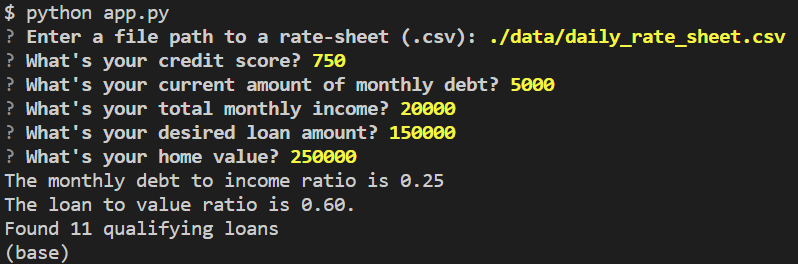 $ python app.py
? Enter a file path to a rate-sheet (.csv): ./data/daily_rate_sheet.csv
? What's your credit score? 750
? What's your current amount of monthly debt? 5000
? What's your total monthly income? 20000
? What's your desired loan amount? 150000
? What's your home value? 250000
The monthly debt to income ratio is 0.25
The loan to value ratio is 0.60.
Found 11 qualifying loans
(base)